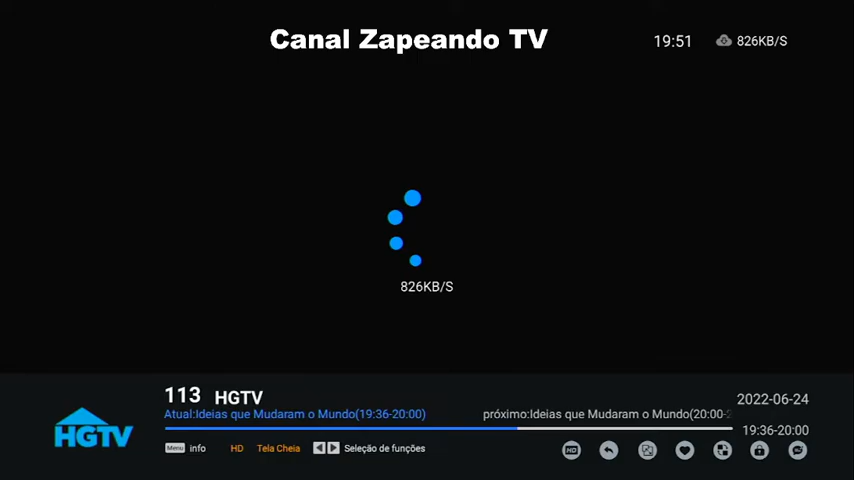 Canal Zapeando TV
19:51
826KB/S
826KB/S
113 HGTV
2022-06-24
Atual:Ideias que Mudaram o Mundo(19:36-20:00)
próximo:Ideias que Mudaram o Mundo(20:00-
HGTV
19:36-20:00
Menu info HD Tela Cheia Seleção de funções
HD